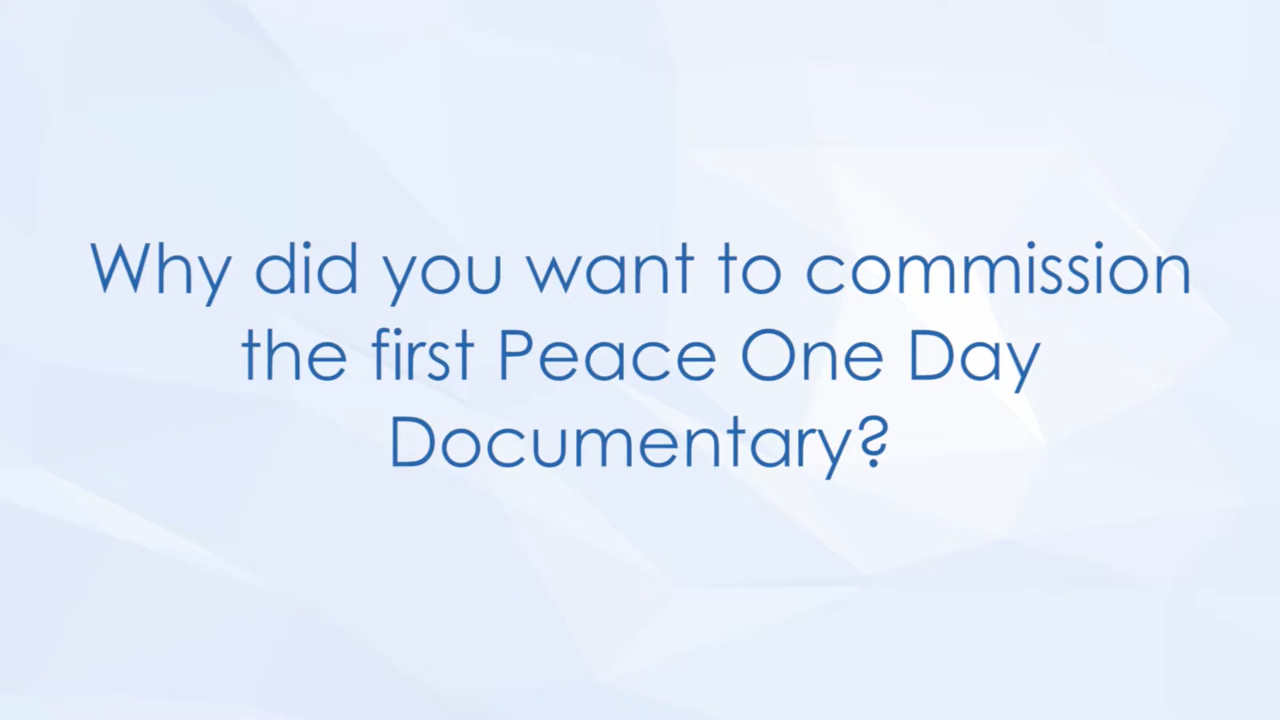 Why did you want to commission
the first Peace One Day
Documentary?